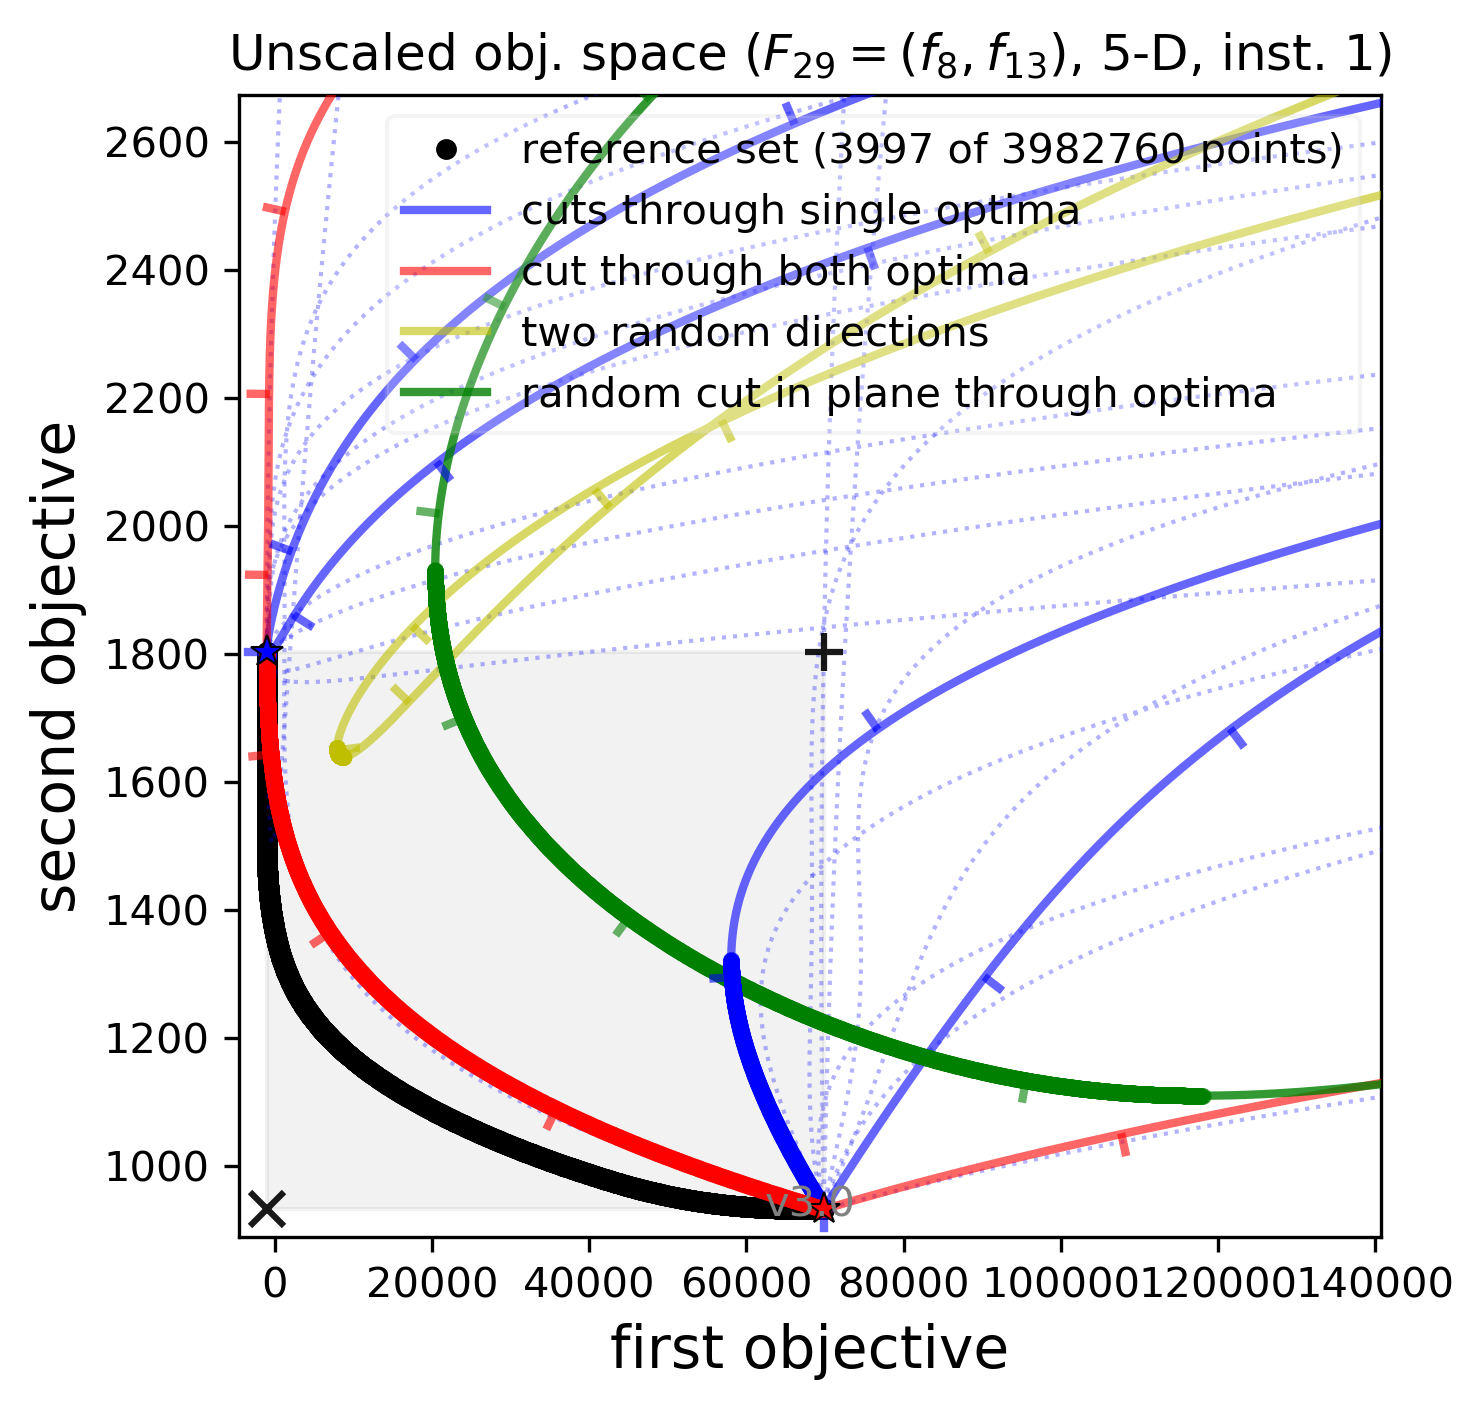 Unscaled obj. space (F₂₉ = (f₈, f₁₃), 5-D, inst. 1)
reference set (3997 of 3982760 points)
cuts through single optima
cut through both optima
two random directions
random cut in plane through optima
second objective
2600
2400
2200
2000
1800
1600
1400
1200
1000
v3.0
0 20000 40000 60000 80000 100000 120000 140000
first objective